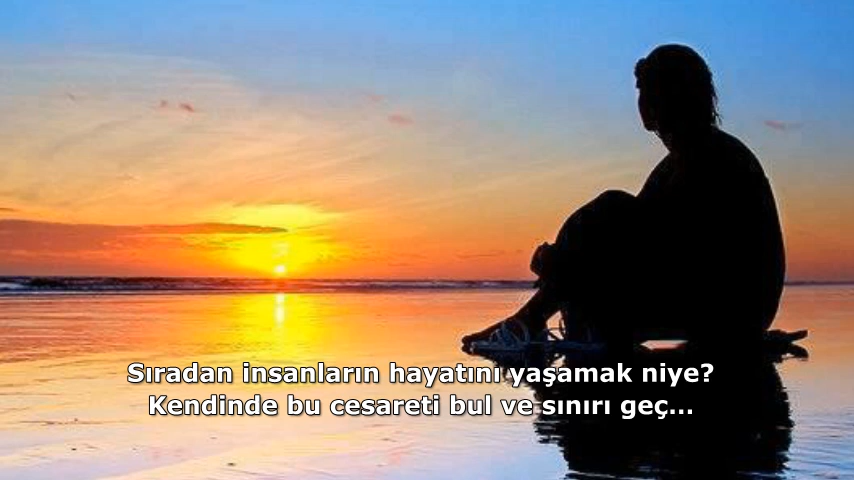 Sıradan insanların hayatını yaşamak niye?
Kendinde bu cesareti bul ve sınırı geç...